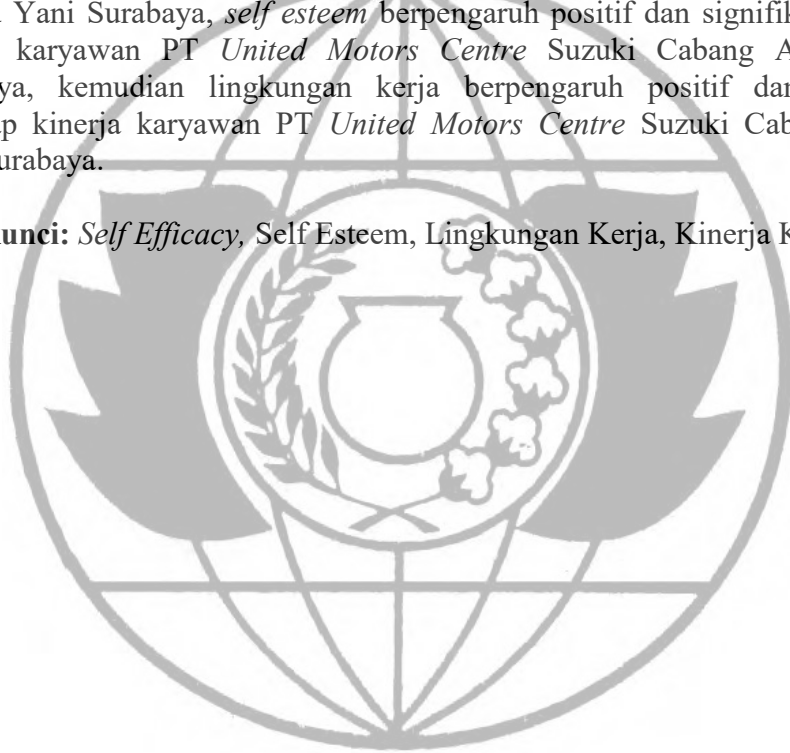 Yani Surabaya, self esteem berpengaruh positif dan signifik
karyawan PT United Motors Centre Suzuki Cabang A
ya, kemudian lingkungan kerja berpengaruh positif dan
p kinerja karyawan PT United Motors Centre Suzuki Cab
urabaya.
unci: Self Efficacy, Self Esteem, Lingkungan Kerja, Kinerja K